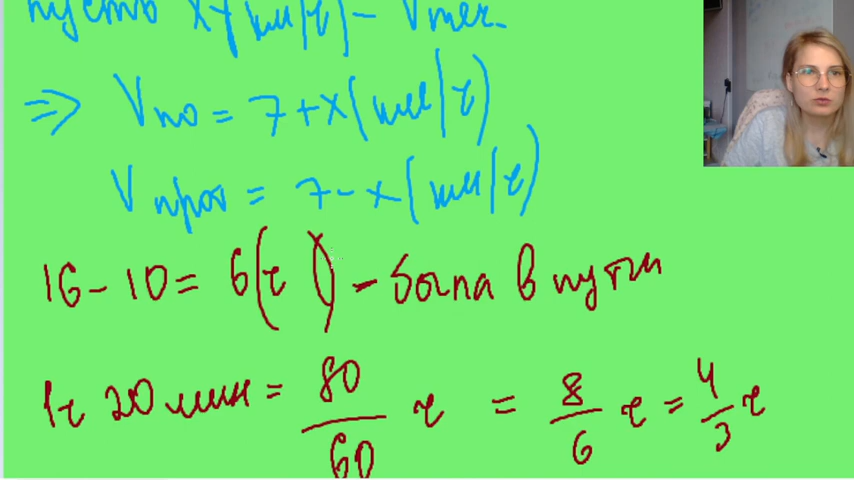 пусть x (км/ч) - Vтеч.
=> Vпо = 7+x (км/ч)
Vпрот = 7-x (км/ч)
16-10= 6(ч) - была в пути
1ч 20 мин = 80/60 ч = 8/6 ч = 4/3 ч